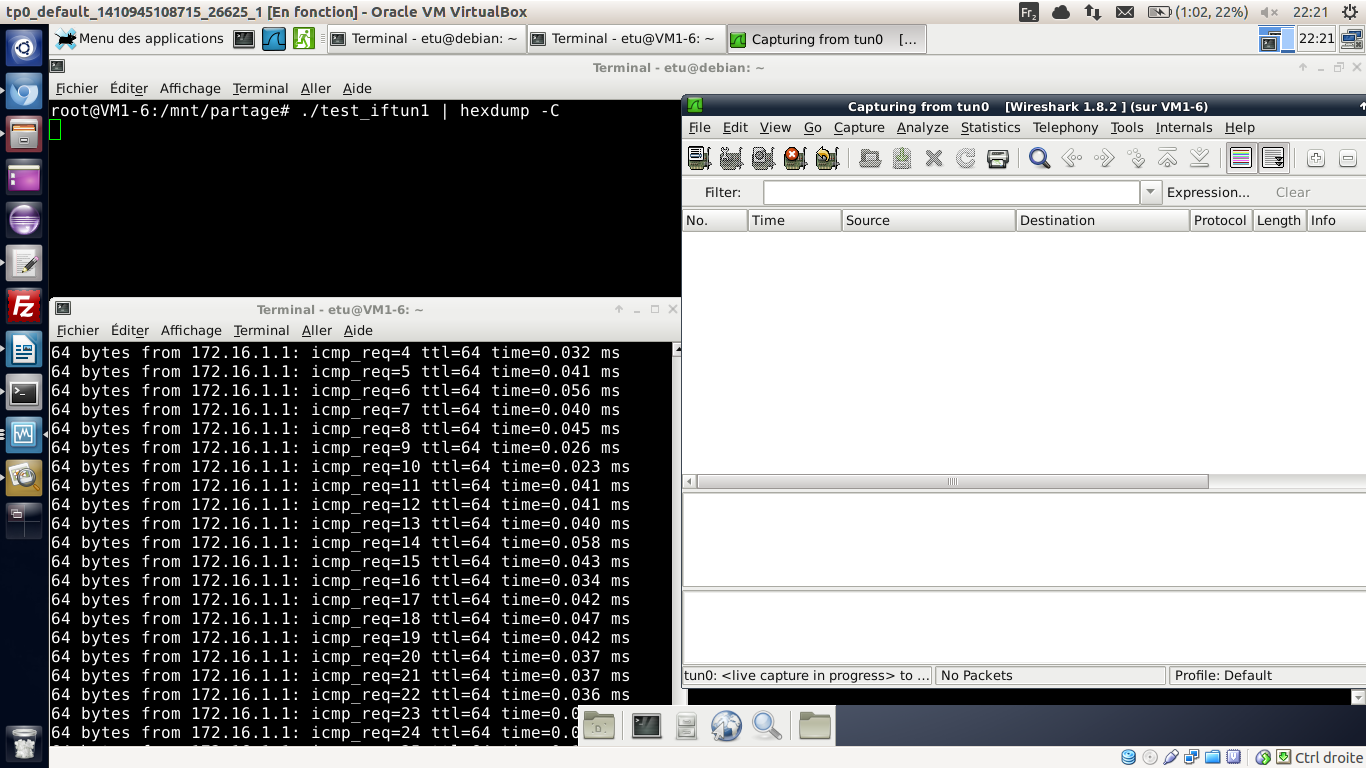 tp0_default_1410945108715_26625_1 [En fonction] - Oracle VM VirtualBox
Fr2 (1:02, 22%) 22:21
Menu des applications Terminal - etu@debian: ~ Terminal - etu@VM1-6: ~ Capturing from tun0 [... 22:21
Terminal - etu@debian: ~
Fichier Éditer Affichage Terminal Aller Aide
root@VM1-6:/mnt/partage# ./test_iftun1 | hexdump -C
Capturing from tun0 [Wireshark 1.8.2 ] (sur VM1-6)
File Edit View Go Capture Analyze Statistics Telephony Tools Internals Help
Filter: Expression... Clear
No. Time Source Destination Protocol Length Info
tun0: <live capture in progress> to ... No Packets Profile: Default
Terminal - etu@VM1-6: ~
Fichier Éditer Affichage Terminal Aller Aide
64 bytes from 172.16.1.1: icmp_req=4 ttl=64 time=0.032 ms
64 bytes from 172.16.1.1: icmp_req=5 ttl=64 time=0.041 ms
64 bytes from 172.16.1.1: icmp_req=6 ttl=64 time=0.056 ms
64 bytes from 172.16.1.1: icmp_req=7 ttl=64 time=0.040 ms
64 bytes from 172.16.1.1: icmp_req=8 ttl=64 time=0.045 ms
64 bytes from 172.16.1.1: icmp_req=9 ttl=64 time=0.026 ms
64 bytes from 172.16.1.1: icmp_req=10 ttl=64 time=0.023 ms
64 bytes from 172.16.1.1: icmp_req=11 ttl=64 time=0.041 ms
64 bytes from 172.16.1.1: icmp_req=12 ttl=64 time=0.041 ms
64 bytes from 172.16.1.1: icmp_req=13 ttl=64 time=0.040 ms
64 bytes from 172.16.1.1: icmp_req=14 ttl=64 time=0.058 ms
64 bytes from 172.16.1.1: icmp_req=15 ttl=64 time=0.043 ms
64 bytes from 172.16.1.1: icmp_req=16 ttl=64 time=0.034 ms
64 bytes from 172.16.1.1: icmp_req=17 ttl=64 time=0.042 ms
64 bytes from 172.16.1.1: icmp_req=18 ttl=64 time=0.047 ms
64 bytes from 172.16.1.1: icmp_req=19 ttl=64 time=0.042 ms
64 bytes from 172.16.1.1: icmp_req=20 ttl=64 time=0.037 ms
64 bytes from 172.16.1.1: icmp_req=21 ttl=64 time=0.037 ms
64 bytes from 172.16.1.1: icmp_req=22 ttl=64 time=0.036 ms
64 bytes from 172.16.1.1: icmp_req=23 ttl=64 time=0.
64 bytes from 172.16.1.1: icmp_req=24 ttl=64 time=0.
Ctrl droite